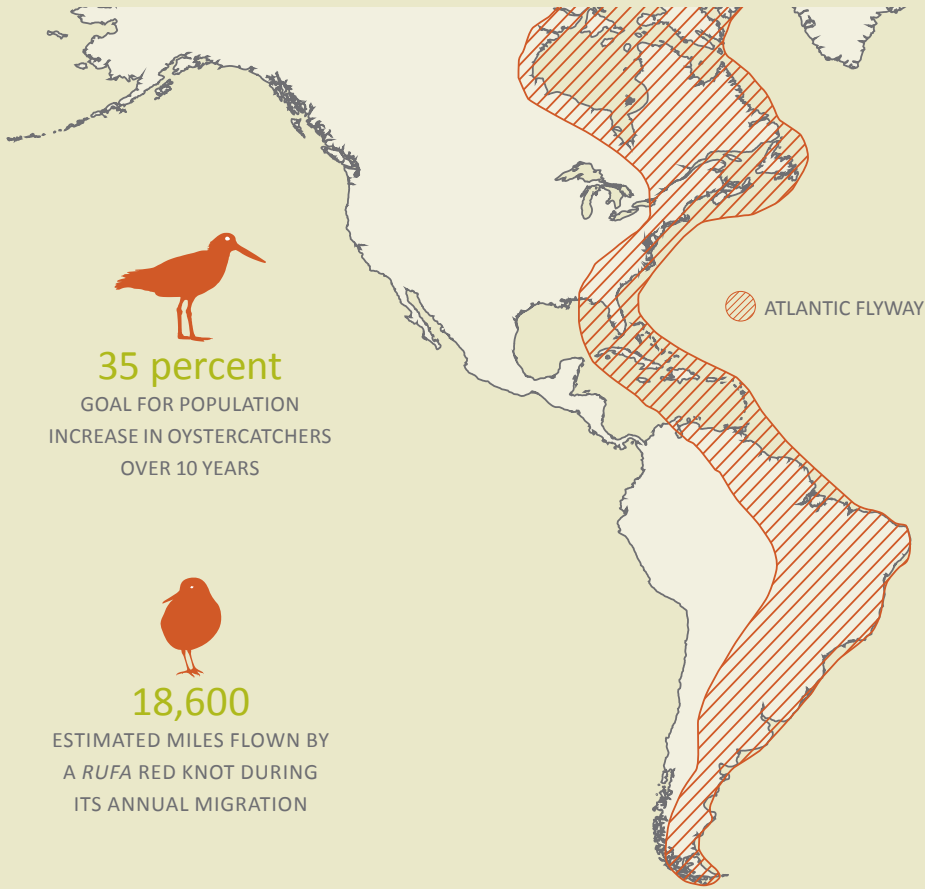 ATLANTIC FLYWAY
35 percent
GOAL FOR POPULATION
INCREASE IN OYSTERCATCHERS
OVER 10 YEARS
18,600
ESTIMATED MILES FLOWN BY
A RUFA RED KNOT DURING
ITS ANNUAL MIGRATION